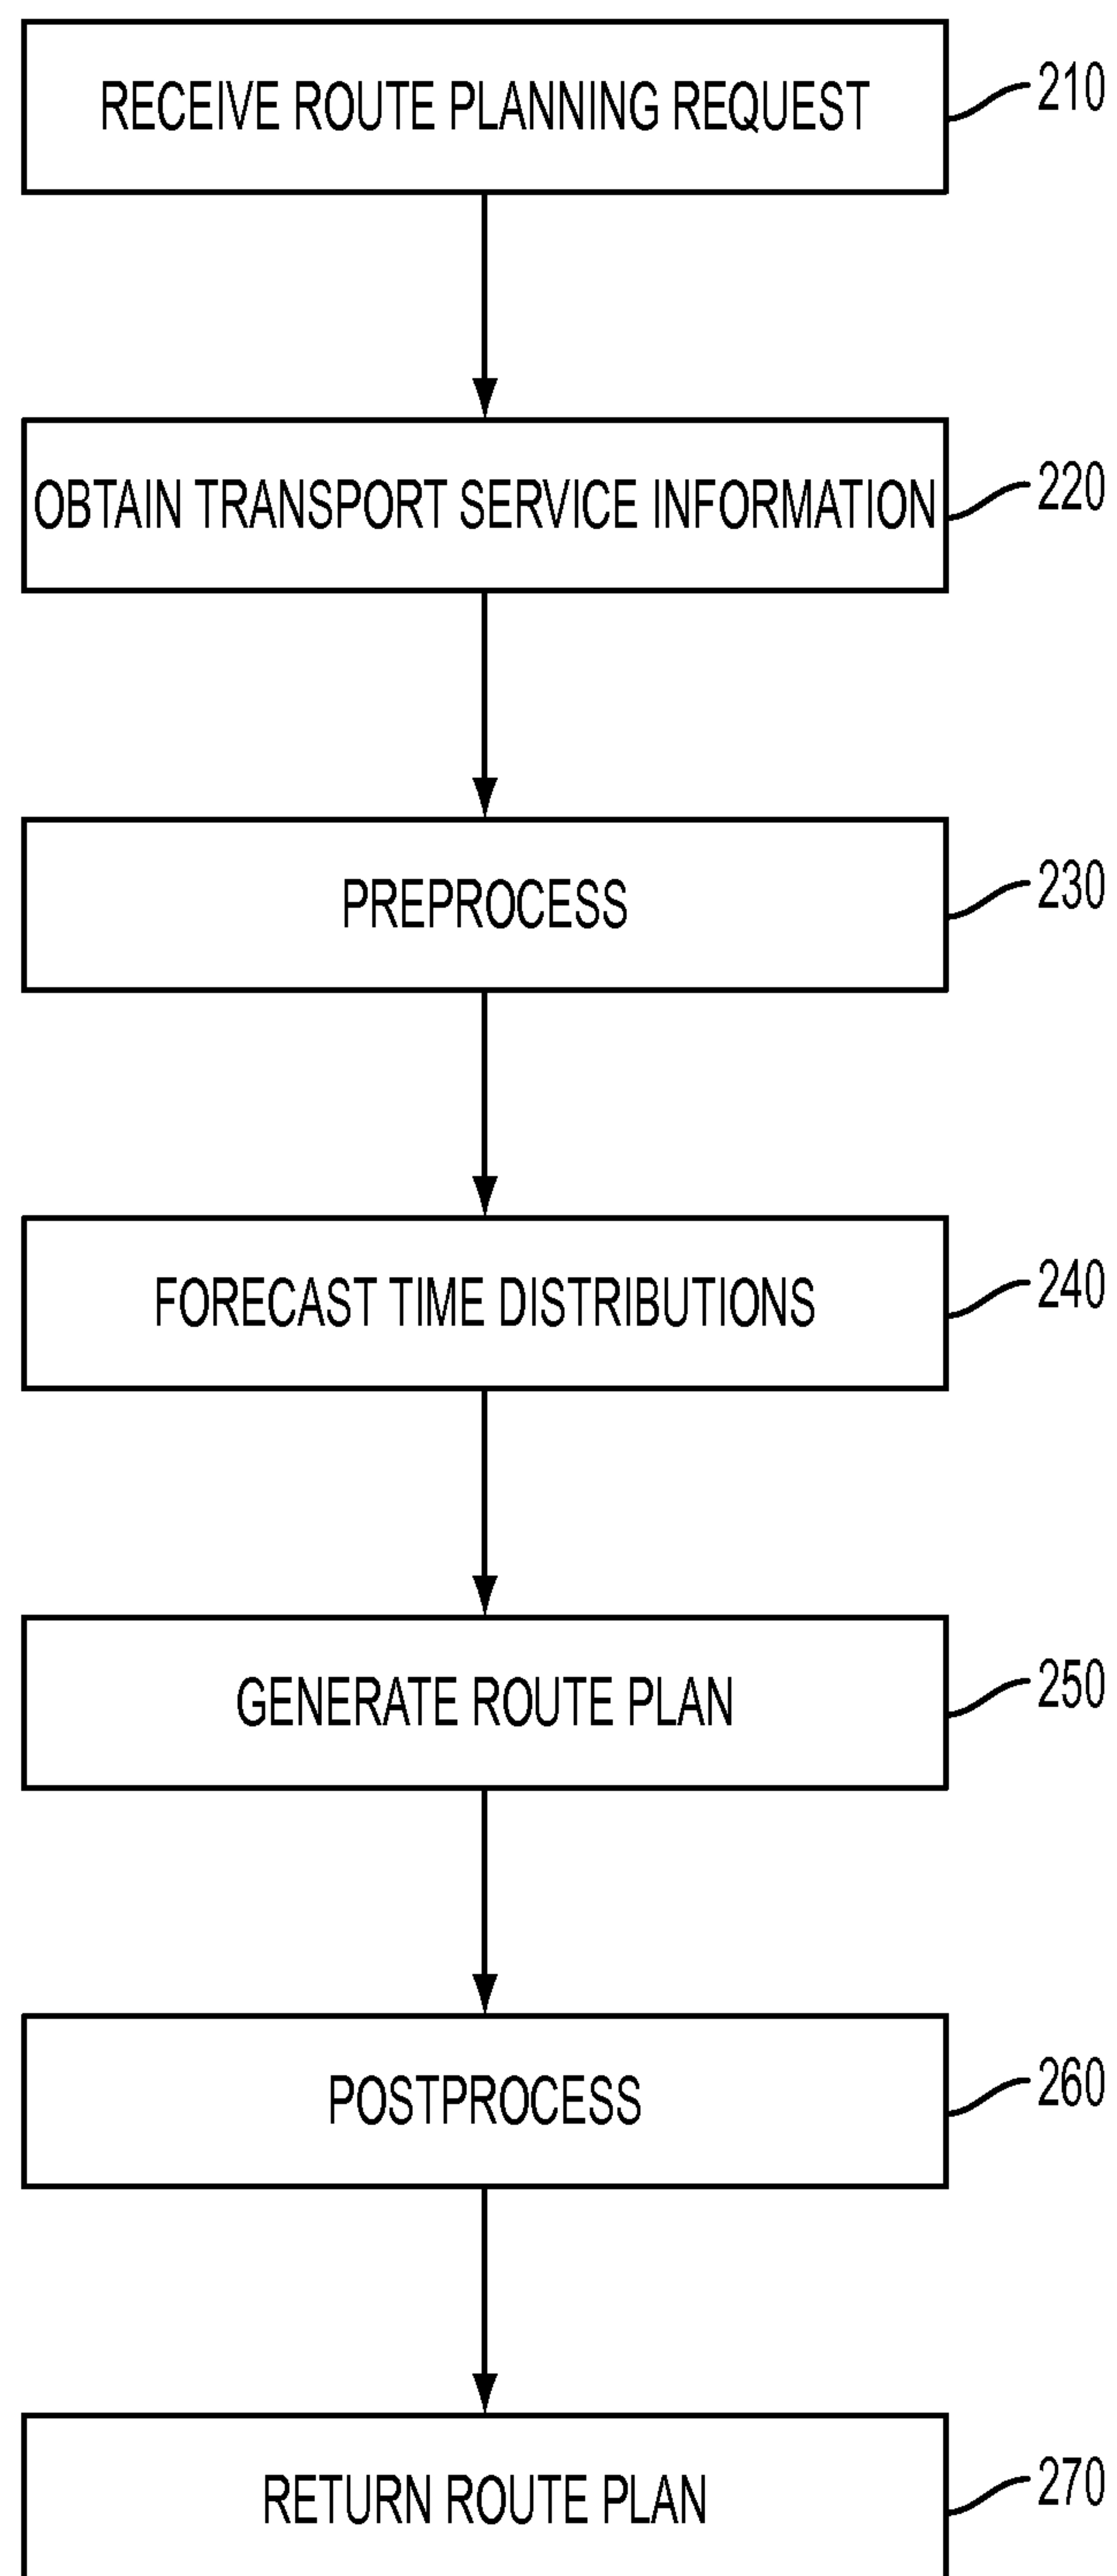 RECEIVE ROUTE PLANNING REQUEST
210
OBTAIN TRANSPORT SERVICE INFORMATION
220
PREPROCESS
230
FORECAST TIME DISTRIBUTIONS
240
GENERATE ROUTE PLAN
250
POSTPROCESS
260
RETURN ROUTE PLAN
270